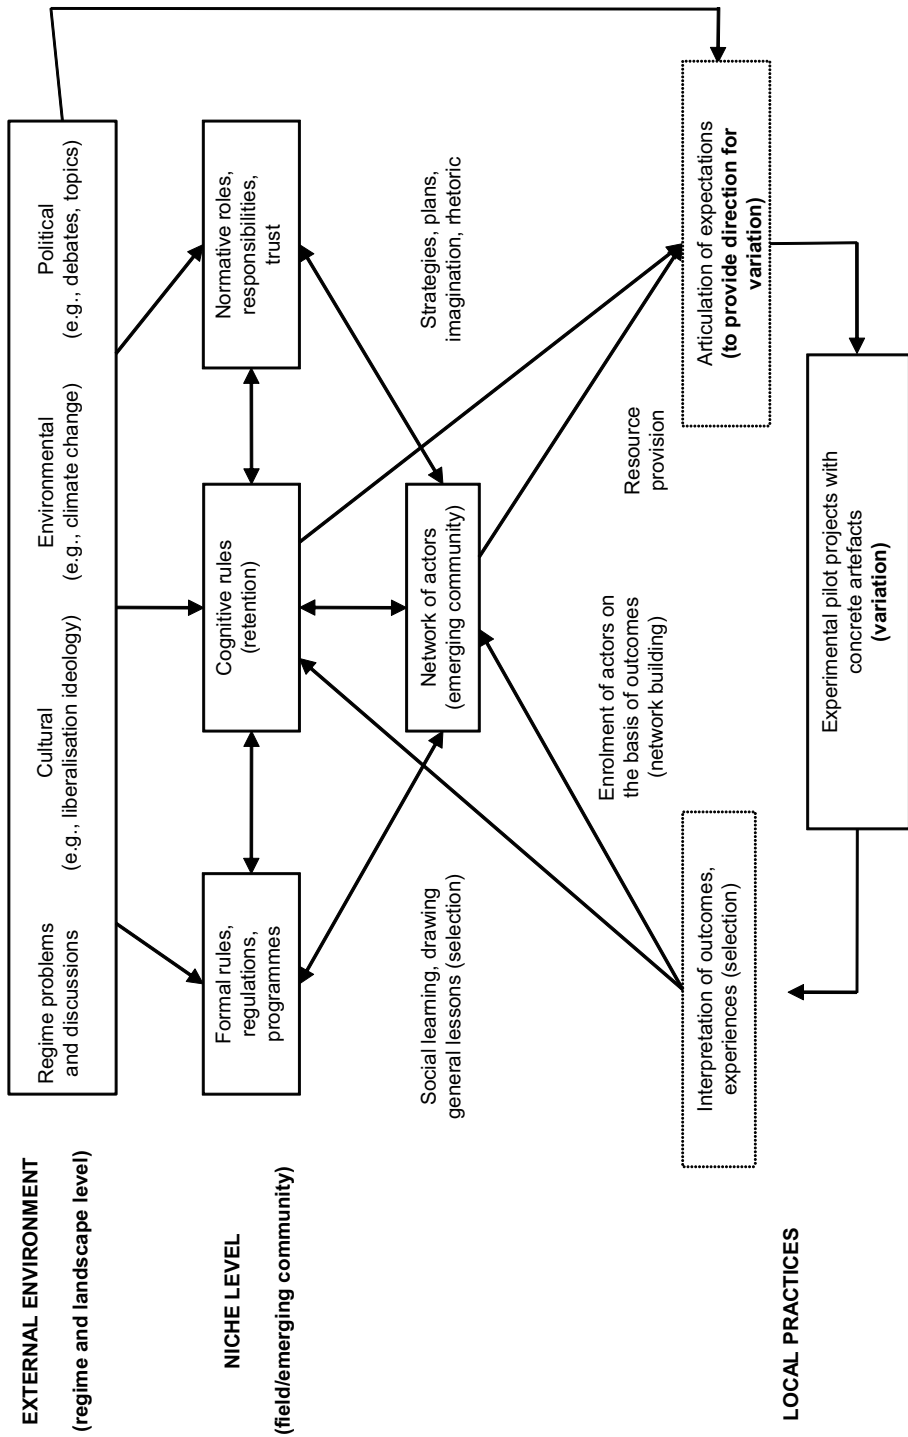 EXTERNAL ENVIRONMENT
(regime and landscape level)
Regime problems
and discussions
Cultural
(e.g., liberalisation ideology)
Environmental
(e.g., climate change)
Political
(e.g., debates, topics)
NICHE LEVEL
(field/emerging community)
Formal rules,
regulations,
programmes
Cognitive rules
(retention)
Normative roles,
responsibilities,
trust
Social learning, drawing
general lessons (selection)
Network of actors
(emerging community)
Strategies, plans,
imagination, rhetoric
Enrolment of actors on
the basis of outcomes
(network building)
Resource
provision
LOCAL PRACTICES
Interpretation of outcomes,
experiences (selection)
Articulation of expectations
(to provide direction for
variation)
Experimental pilot projects with
concrete artefacts
(variation)